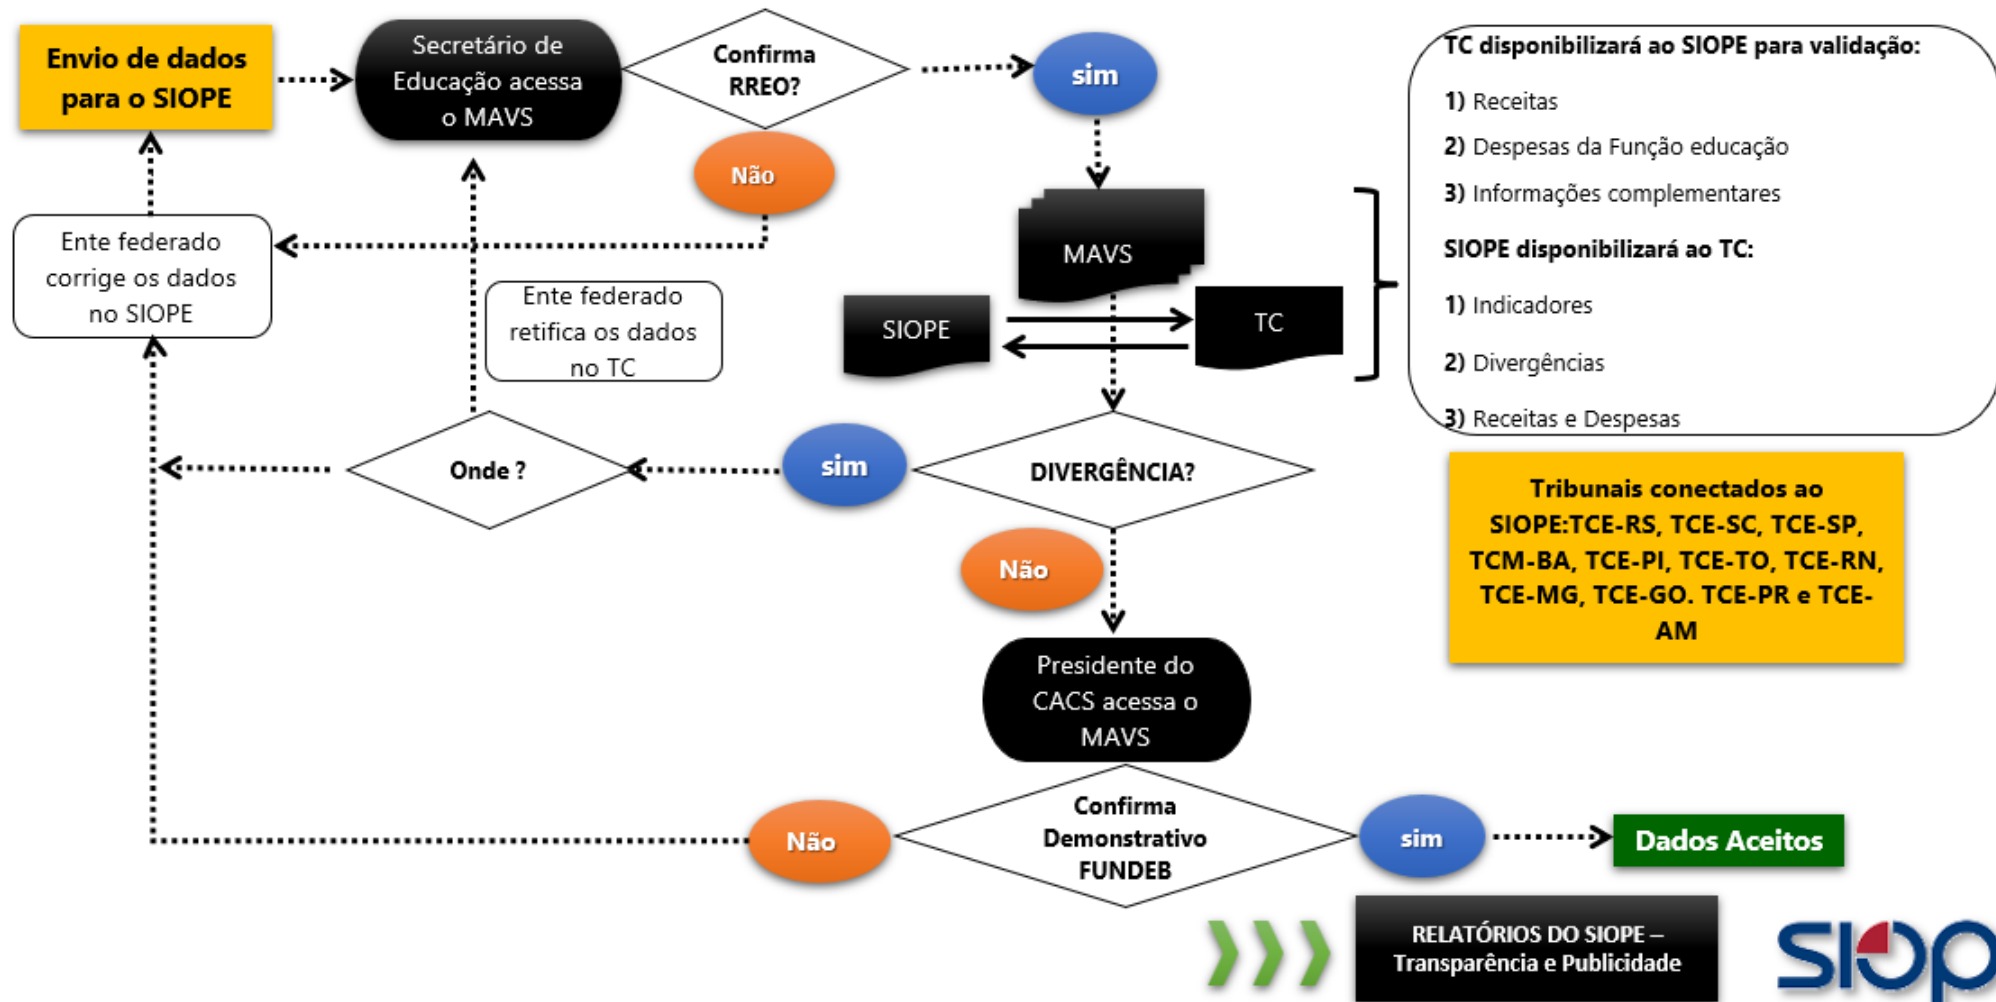 Envio de dados
para o SIOPE
Secretário de
Educação acessa
o MAVS
Confirma
RREO?
sim
Não
TC disponibilizará ao SIOPE para validação:
1) Receitas
2) Despesas da Função educação
3) Informações complementares
SIOPE disponibilizará ao TC:
1) Indicadores
2) Divergências
3) Receitas e Despesas
Ente federado
corrige os dados
no SIOPE
Ente federado
retifica os dados
no TC
MAVS
SIOPE
TC
Onde ?
sim
DIVERGÊNCIA?
Não
Tribunais conectados ao
SIOPE:TCE-RS, TCE-SC, TCE-SP,
TCM-BA, TCE-PI, TCE-TO, TCE-RN,
TCE-MG, TCE-GO. TCE-PR e TCE-
AM
Presidente do
CACS acessa o
MAVS
Não
Confirma
Demonstrativo
FUNDEB
sim
Dados Aceitos
RELATÓRIOS DO SIOPE –
Transparência e Publicidade
SIOP